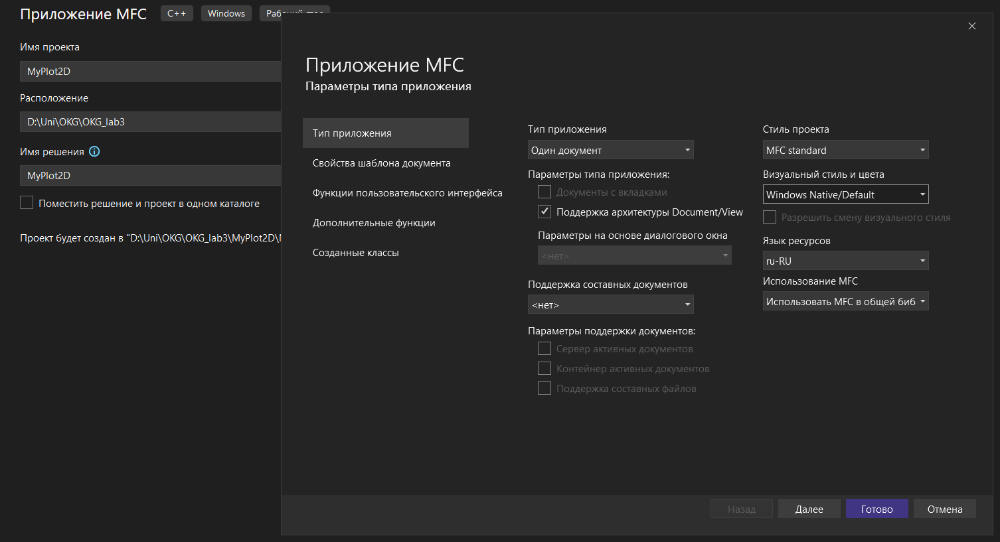 Приложение MFC
C++
Windows
Имя проекта
MyPlot2D
Расположение
D:\Uni\OKG\OKG_lab3
Имя решения
MyPlot2D
Поместить решение и проект в одном каталоге
Проект будет создан в "D:\Uni\OKG\OKG_lab3\MyPlot2D\
Приложение MFC
Параметры типа приложения
Тип приложения
Свойства шаблона документа
Функции пользовательского интерфейса
Дополнительные функции
Созданные классы
Тип приложения
Один документ
Параметры типа приложения:
Документы с вкладками
Поддержка архитектуры Document/View
Параметры на основе диалогового окна
<нет>
Поддержка составных документов
<нет>
Параметры поддержки документов:
Сервер активных документов
Контейнер активных документов
Поддержка составных файлов
Стиль проекта
MFC standard
Визуальный стиль и цвета
Windows Native/Default
Разрешить смену визуального стиля
Язык ресурсов
ru-RU
Использование MFC
Использовать MFC в общей биб
Назад
Далее
Готово
Отмена